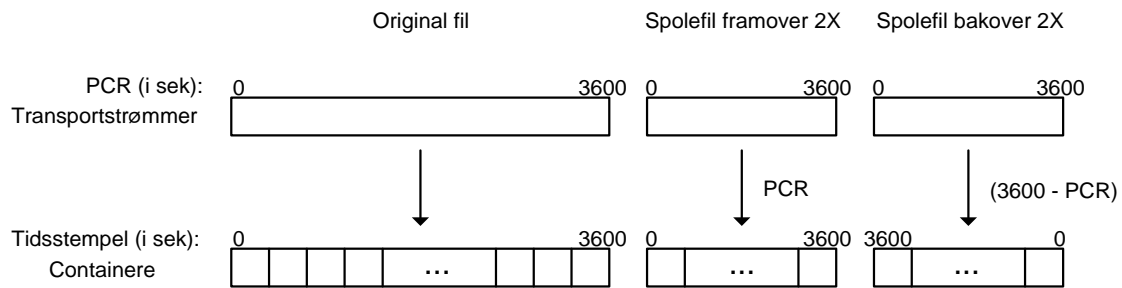 Original fil Spolefil framover 2X Spolefil bakover 2X
PCR (i sek): 0 3600 0 3600 0 3600
Transportstrømmer
PCR (3600 - PCR)
Tidsstempel (i sek): 0 3600 0 3600 3600 0
Containere ... ... ...